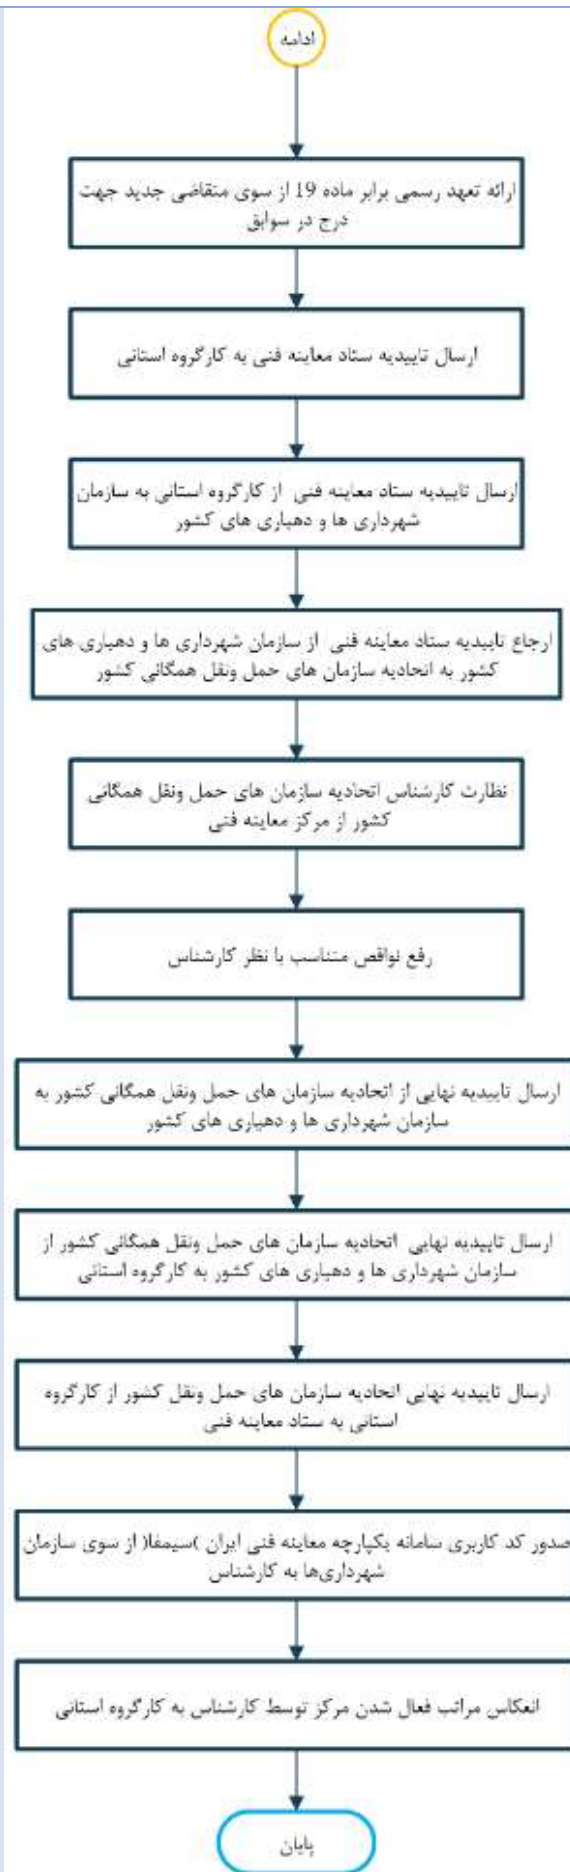 ادامه
ارائه تعهد رسمی برابر ماده 19 از سوی متقاضی جدید جهت
درج در سوابق
ارسال تاییدیه ستاد معاینه فنی به کارگروه استانی
ارسال تاییدیه ستاد معاینه فنی از کارگروه استانی به سازمان
شهرداری ها و دهیاری های کشور
ارجاع تاییدیه ستاد معاینه فنی از سازمان شهرداری ها و دهیاری های
کشور به اتحادیه سازمان های حمل ونقل همگانی کشور
نظارت کارشناس اتحادیه سازمان های حمل ونقل همگانی
کشور از مرکز معاینه فنی
رفع نواقص متناسب با نظر کارشناس
ارسال تاییدیه نهایی از اتحادیه سازمان های حمل ونقل همگانی کشور به
سازمان شهرداری ها و دهیاری های کشور
ارسال تاییدیه نهایی اتحادیه سازمان های حمل ونقل همگانی کشور از
سازمان شهرداری ها و دهیاری های کشور به کارگروه استانی
ارسال تاییدیه نهایی اتحادیه سازمان های حمل ونقل کشور از کارگروه
استانی به ستاد معاینه فنی
صدور کد کاربری سامانه یکپارچه معاینه فنی ایران )سیمفا( از سوی سازمان
شهرداری‌ها به کارشناس
انعکاس مراتب فعال شدن مرکز توسط کارشناس به کارگروه استانی
پایان